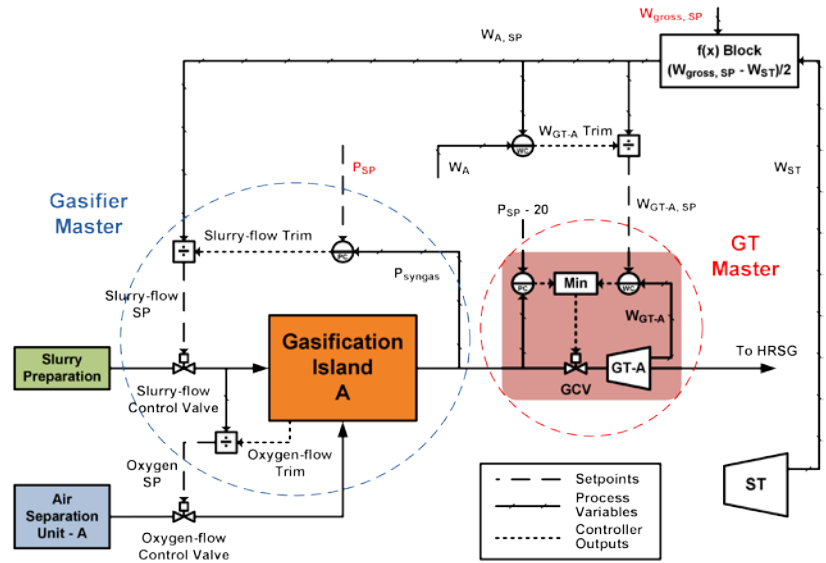 W_gross, SP
W_A, SP
f(x) Block
(W_gross, SP - W_ST)/2
W_GT-A Trim
WC
÷
P_SP
W_A
W_ST
Gasifier
Master
P_SP - 20
W_GT-A, SP
GT
Master
÷
Slurry-flow Trim
PC
P_syngas
PC
Min
WC
Slurry-flow
SP
W_GT-A
Gasification
Island
A
Slurry
Preparation
To HRSG
GT-A
GCV
Slurry-flow
Control Valve
÷
Oxygen-flow
Trim
Oxygen
SP
Air
Separation
Unit - A
Oxygen-flow
Control Valve
Setpoints
Process
Variables
Controller
Outputs
ST